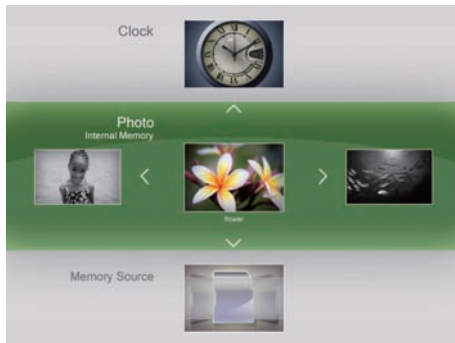 Clock
Photo
Internal Memory
flower
Memory Source